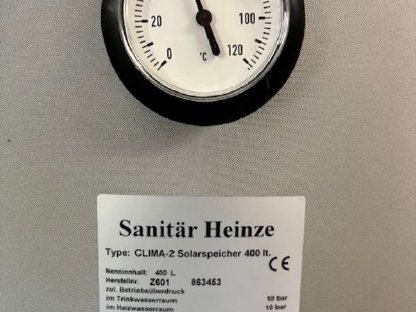 20 100
0 °C 120
Sanitär Heinze
Type: CLIMA-2 Solarspeicher 400 lt.
CE
Nenninhalt: 400 L
Herstellnr. Z601 863453
zul. Betriebsüberdruck
im Trinkwasserraum 10 bar
im Heizwasserraum 10 bar